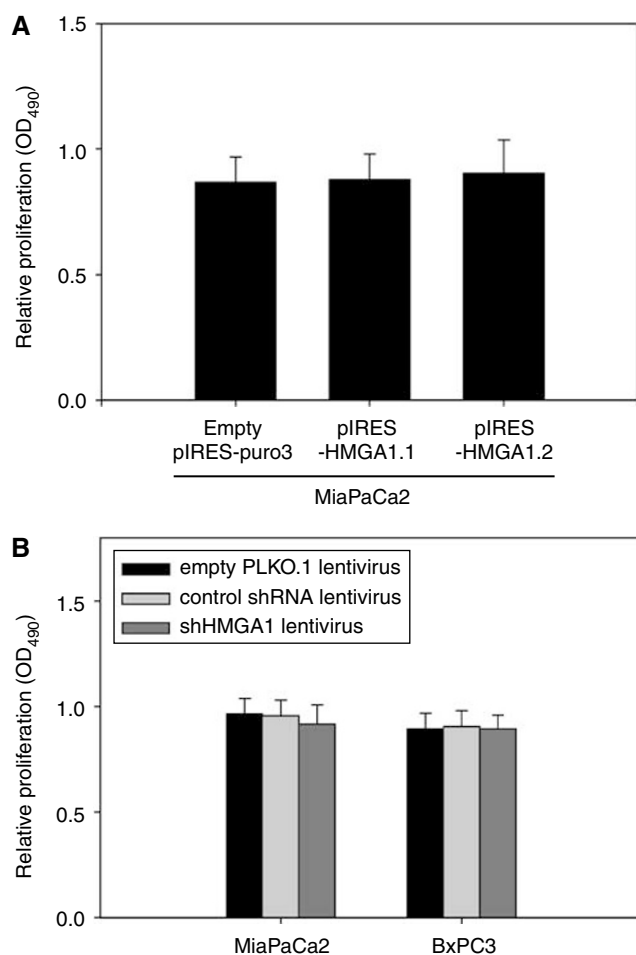 A
1.5
1.0
0.5
0.0
Relative proliferation (OD490)
Empty
pIRES-puro3
pIRES
-HMGA1.1
pIRES
-HMGA1.2
MiaPaCa2
B
empty PLKO.1 lentivirus
control shRNA lentivirus
shHMGA1 lentivirus
1.5
1.0
0.5
0.0
Relative proliferation (OD490)
MiaPaCa2
BxPC3